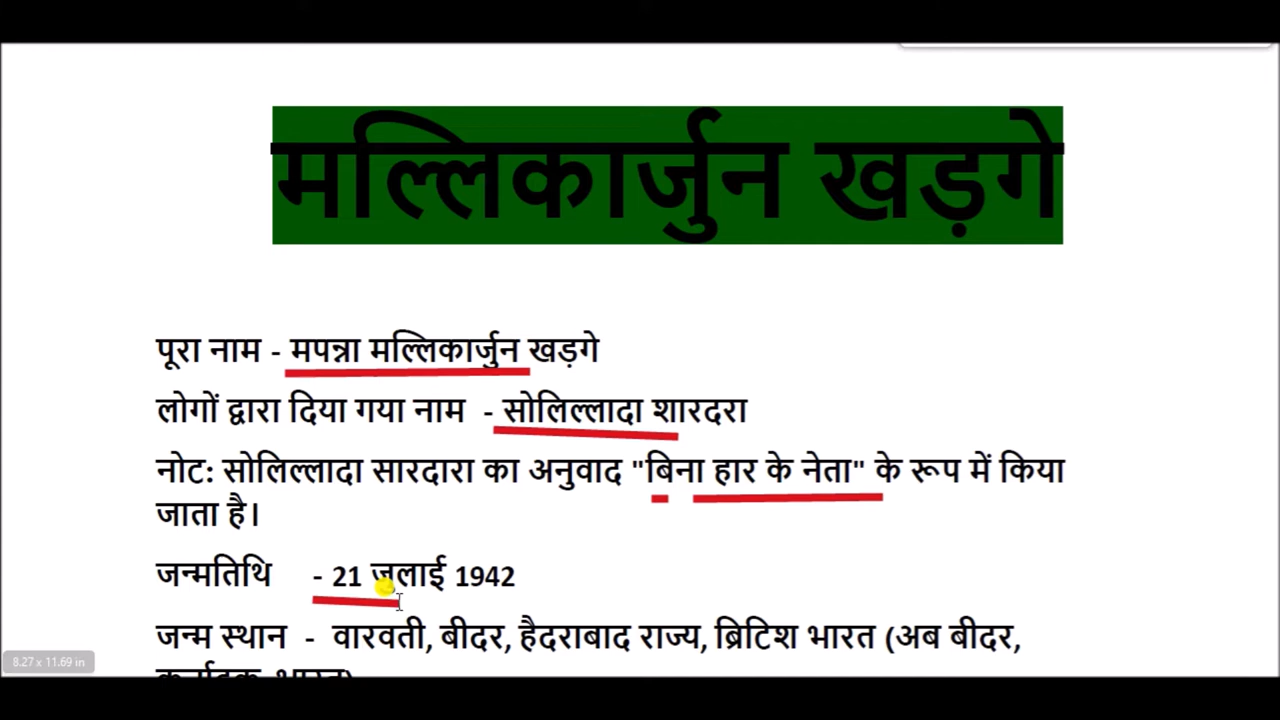 मल्लिकार्जुन खड़गे
पूरा नाम - मपन्ना मल्लिकार्जुन खड़गे
लोगों द्वारा दिया गया नाम - सोलिल्लादा शारदरा
नोट: सोलिल्लादा सारदारा का अनुवाद "बिना हार के नेता" के रूप में किया
जाता है।
जन्मतिथि - 21 जुलाई 1942
जन्म स्थान - वारवती, बीदर, हैदराबाद राज्य, ब्रिटिश भारत (अब बीदर,
8.27 x 11.69 in